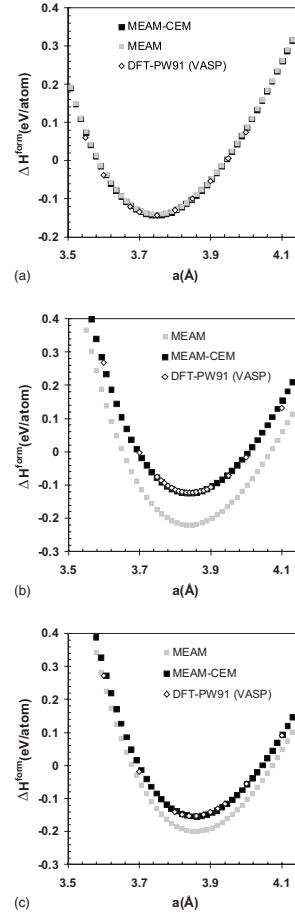 0.4
0.3
0.2
0.1
0
-0.1
-0.2
MEAM-CEM
MEAM
DFT-PW91 (VASP)
Δ H^form(eV/atom)
3.5 3.7 3.9 4.1
(a) a(Å)
0.4
0.3
0.2
0.1
0
-0.1
-0.2
-0.3
MEAM
MEAM-CEM
DFT-PW91 (VASP)
Δ H^form(eV/atom)
3.5 3.7 3.9 4.1
(b) a(Å)
0.4
0.3
0.2
0.1
0
-0.1
-0.2
-0.3
MEAM
MEAM-CEM
DFT-PW91 (VASP)
Δ H^form(eV/atom)
3.5 3.7 3.9 4.1
(c) a(Å)